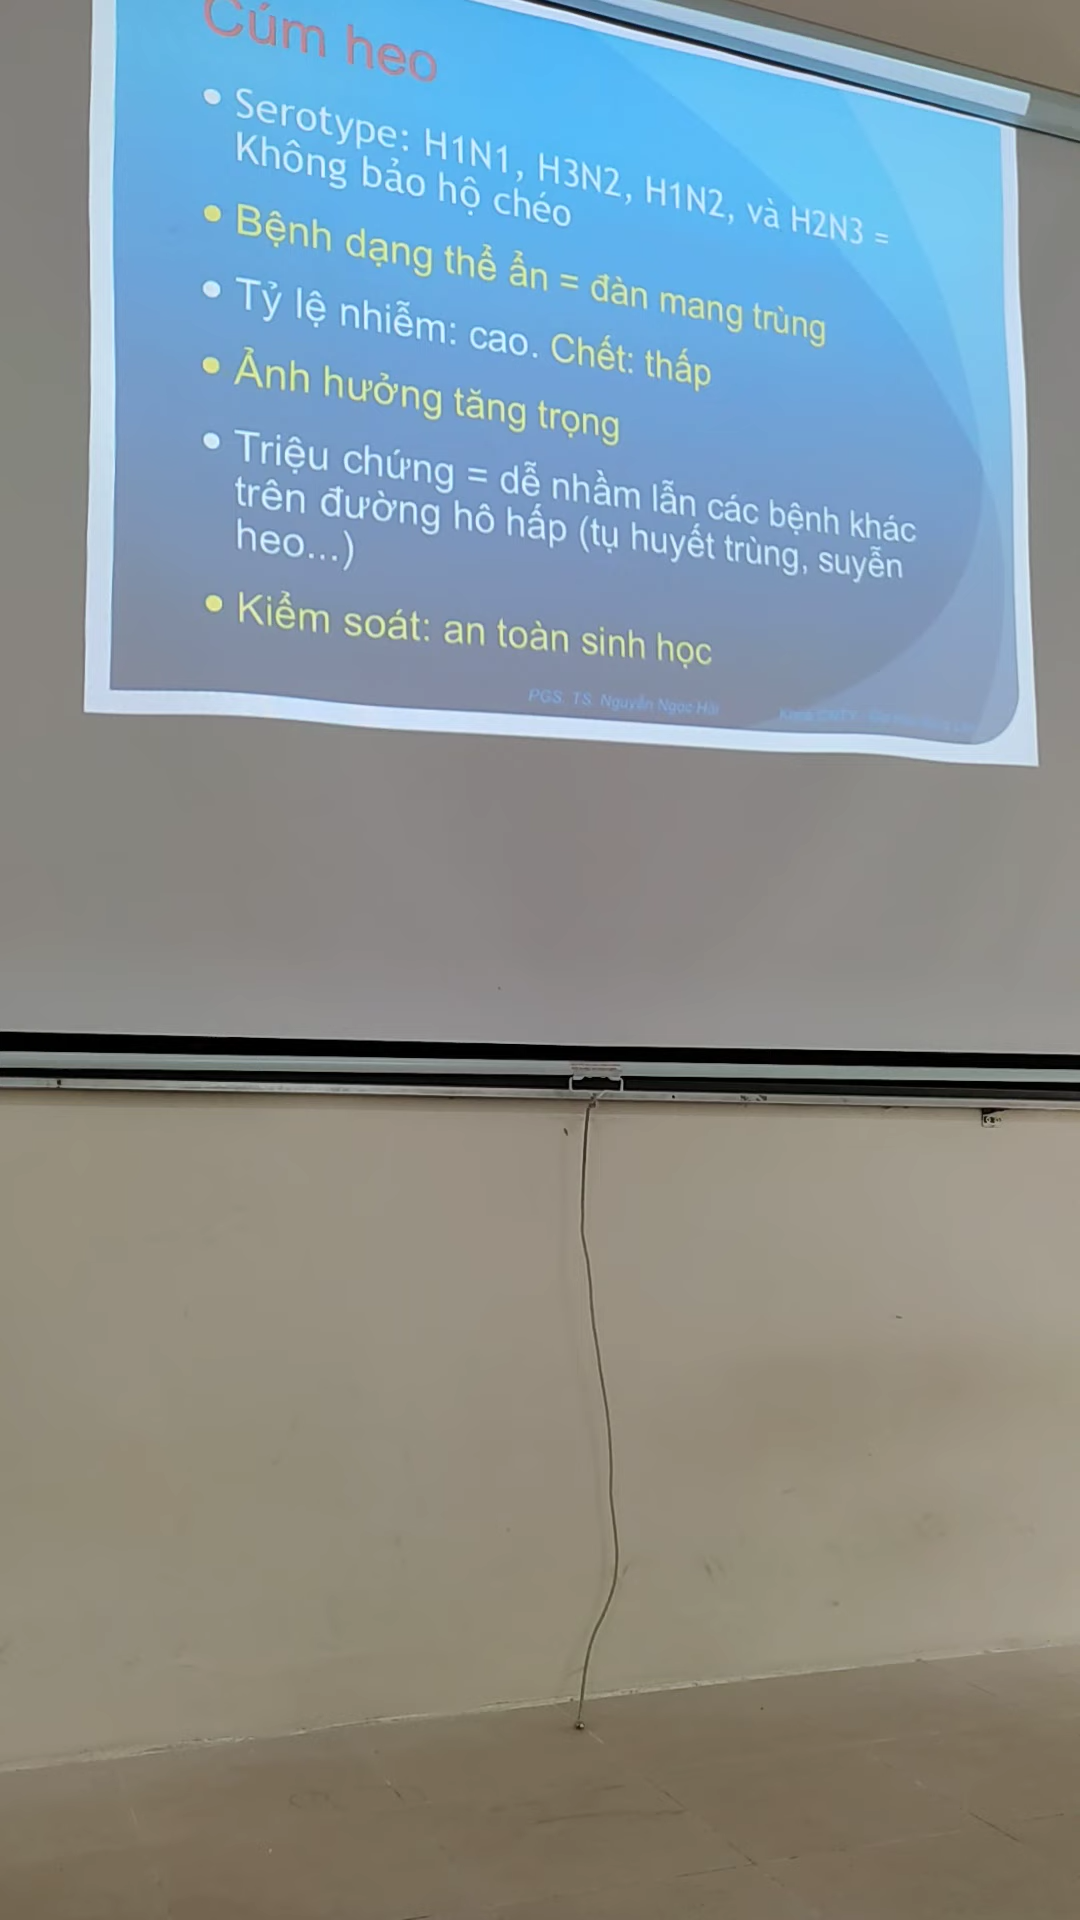 Cúm heo
• Serotype: H1N1, H3N2, H1N2, và H2N3 =
Không bảo hộ chéo
• Bệnh dạng thể ẩn = đàn mang trùng
• Tỷ lệ nhiễm: cao. Chết: thấp
• Ảnh hưởng tăng trọng
• Triệu chứng = dễ nhầm lẫn các bệnh khác
trên đường hô hấp (tụ huyết trùng, suyễn
heo...)
• Kiểm soát: an toàn sinh học
PGS. TS. Nguyễn Ngọc Hải